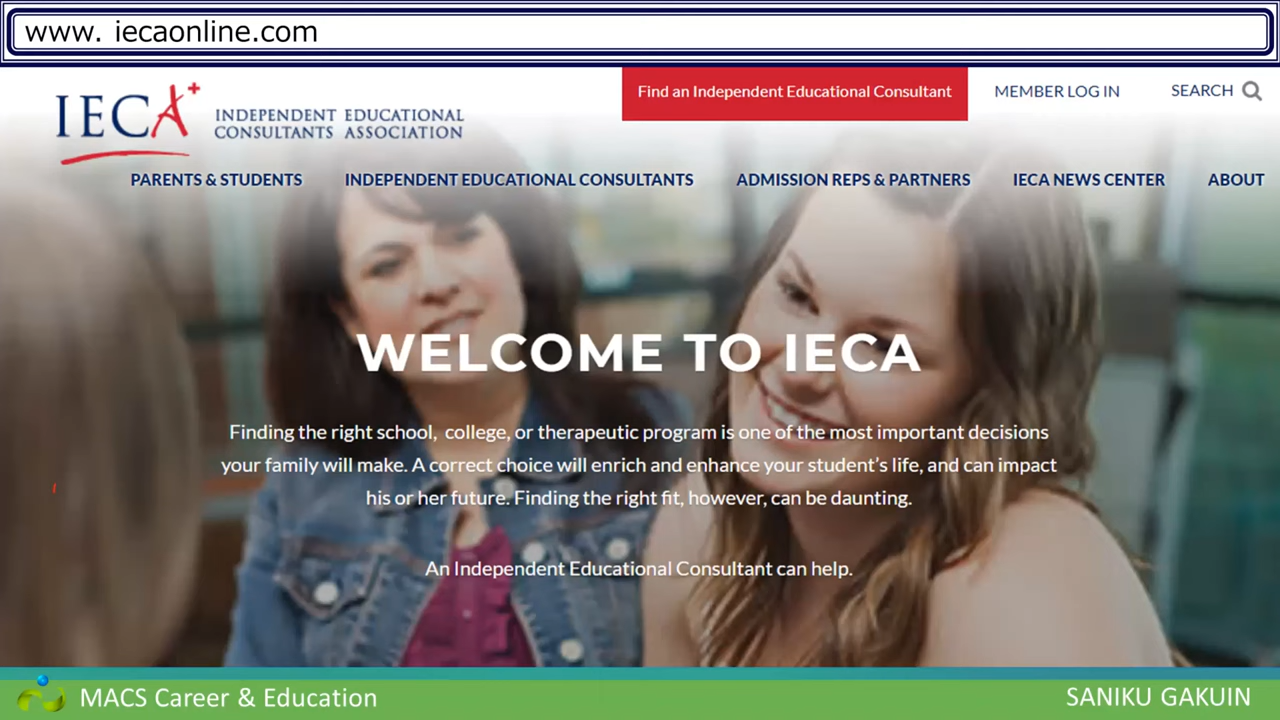 www. iecaonline.com
IECA+
INDEPENDENT EDUCATIONAL
CONSULTANTS ASSOCIATION
Find an Independent Educational Consultant
MEMBER LOG IN
SEARCH
PARENTS & STUDENTS
INDEPENDENT EDUCATIONAL CONSULTANTS
ADMISSION REPS & PARTNERS
IECA NEWS CENTER
ABOUT
WELCOME TO IECA
Finding the right school, college, or therapeutic program is one of the most important decisions
your family will make. A correct choice will enrich and enhance your student's life, and can impact
his or her future. Finding the right fit, however, can be daunting.
An Independent Educational Consultant can help.
MACS Career & Education
SANIKU GAKUIN